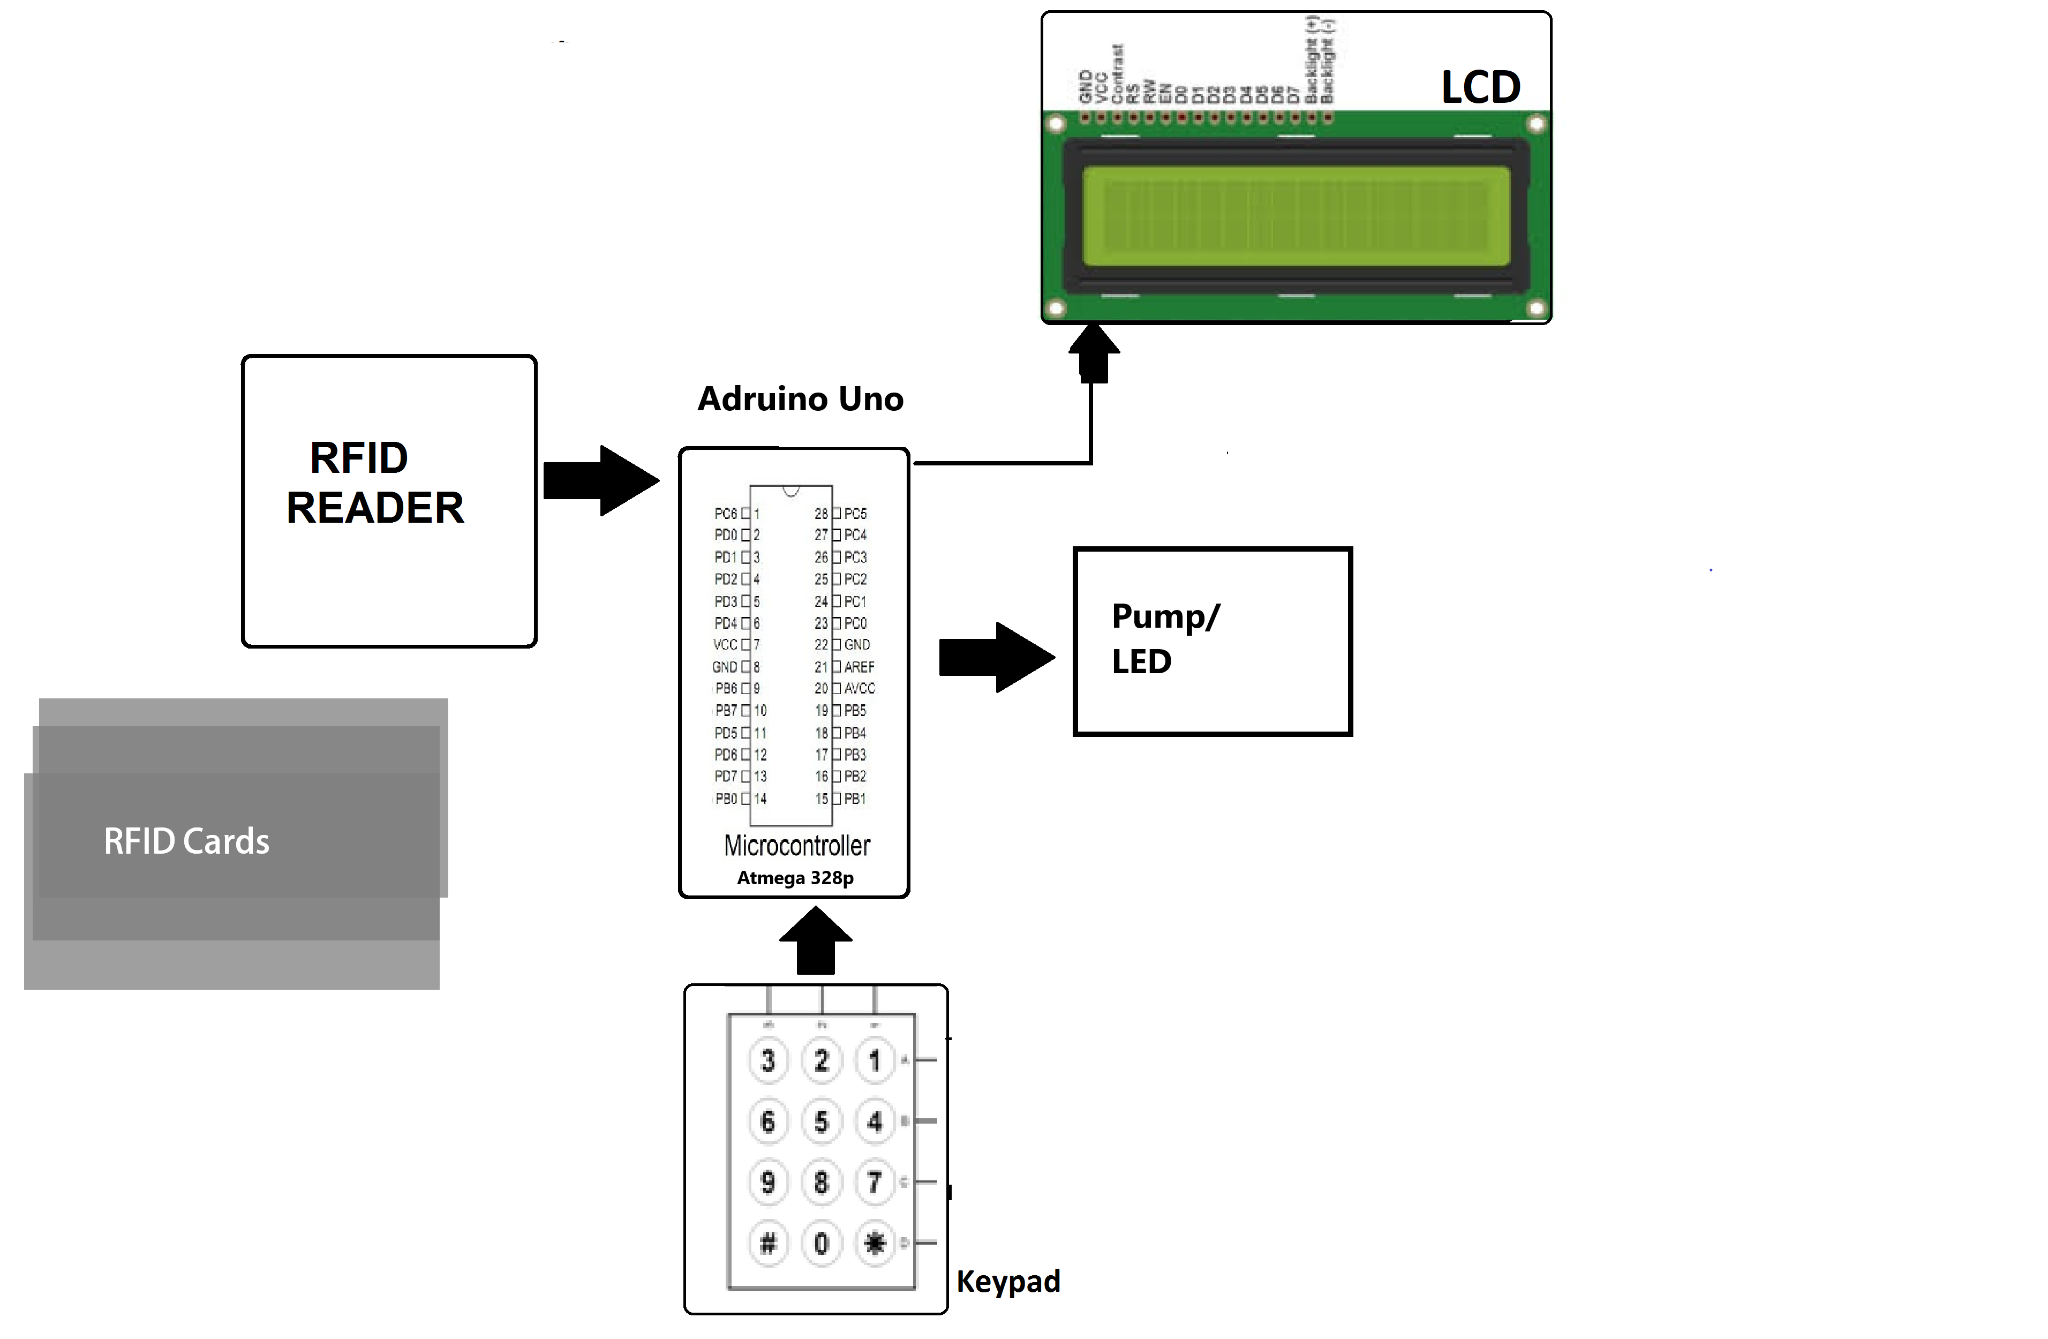 GND
VCC
Contrast
RS
RW
EN
D0
D1
D2
D3
D4
D5
D6
D7
Backlight (+)
Backlight (-)
LCD
RFID
READER
Adruino Uno
PC6 1 28 PC5
PD0 2 27 PC4
PD1 3 26 PC3
PD2 4 25 PC2
PD3 5 24 PC1
PD4 6 23 PC0
VCC 7 22 GND
GND 8 21 AREF
PB6 9 20 AVCC
PB7 10 19 PB5
PD5 11 18 PB4
PD6 12 17 PB3
PD7 13 16 PB2
PB0 14 15 PB1
Microcontroller
Atmega 328p
Pump/
LED
RFID Cards
3 2 1
3 2 1 A
6 5 4 B
9 8 7 C
# 0 * D
Keypad